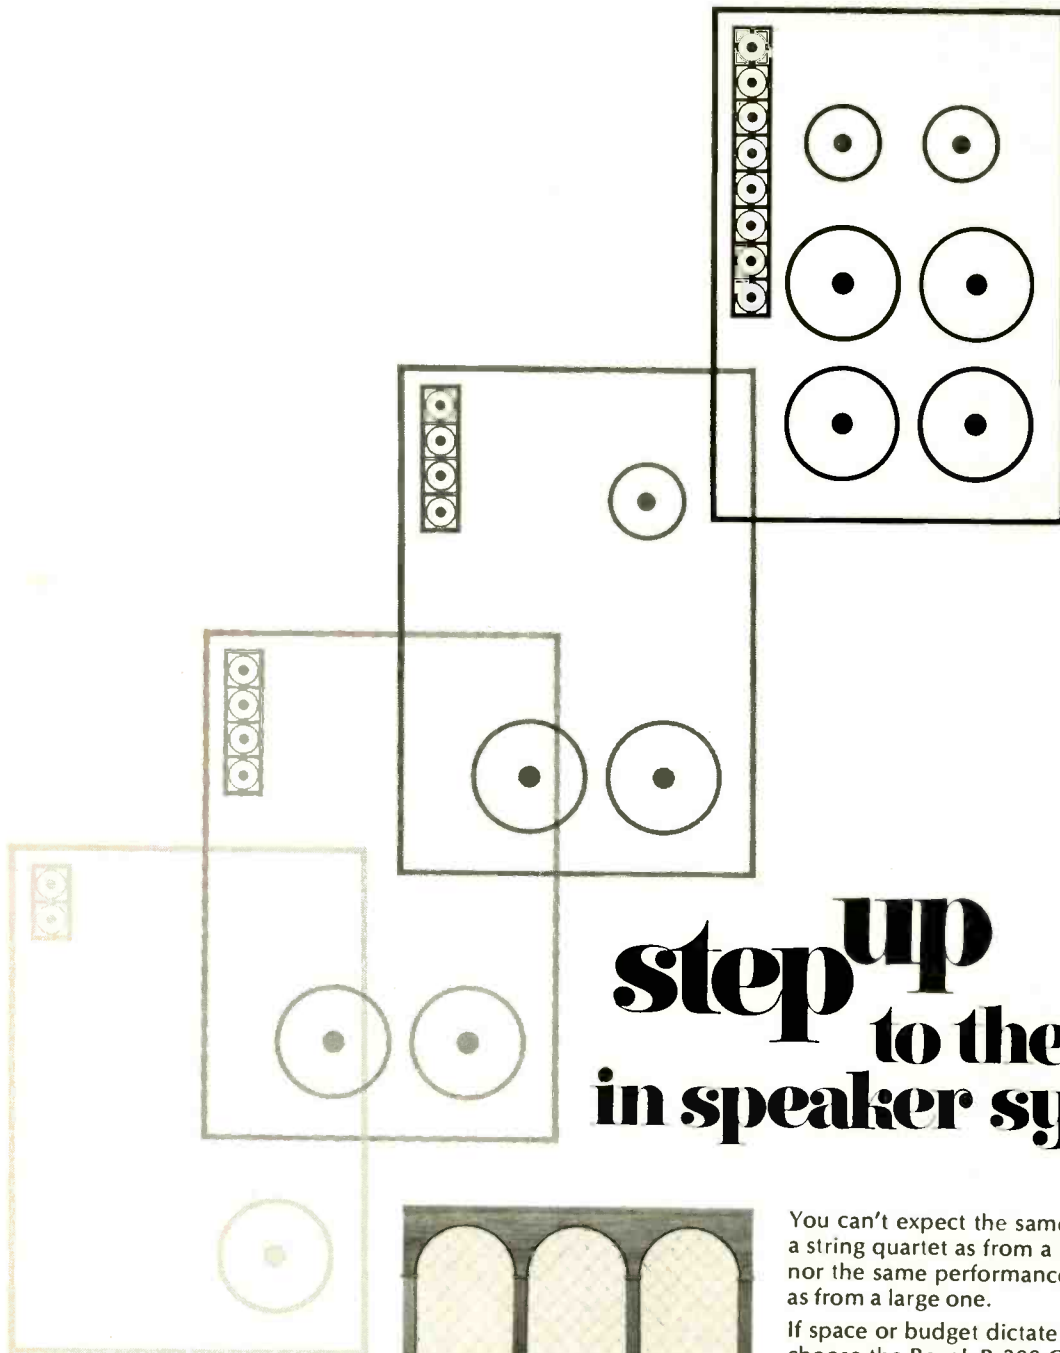 step up
to the
in speaker
You can't expect the same
a string quartet as from a
nor the same performance
as from a large one.
If space or budget dictate